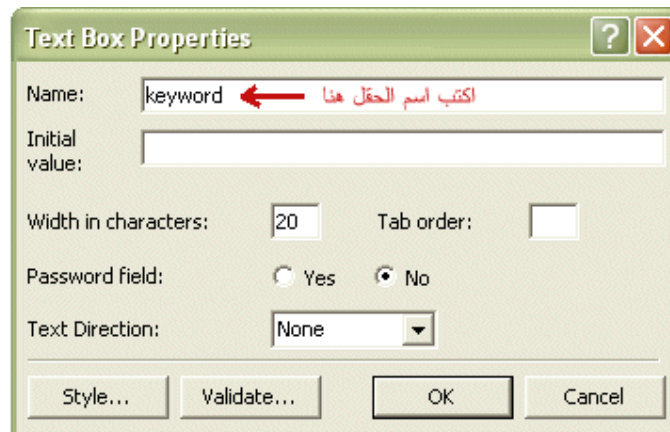 Text Box Properties
Name: keyword اكتب اسم الحقل هنا
Initial value:
Width in characters: 20 Tab order:
Password field: Yes No
Text Direction: None
Style... Validate... OK Cancel